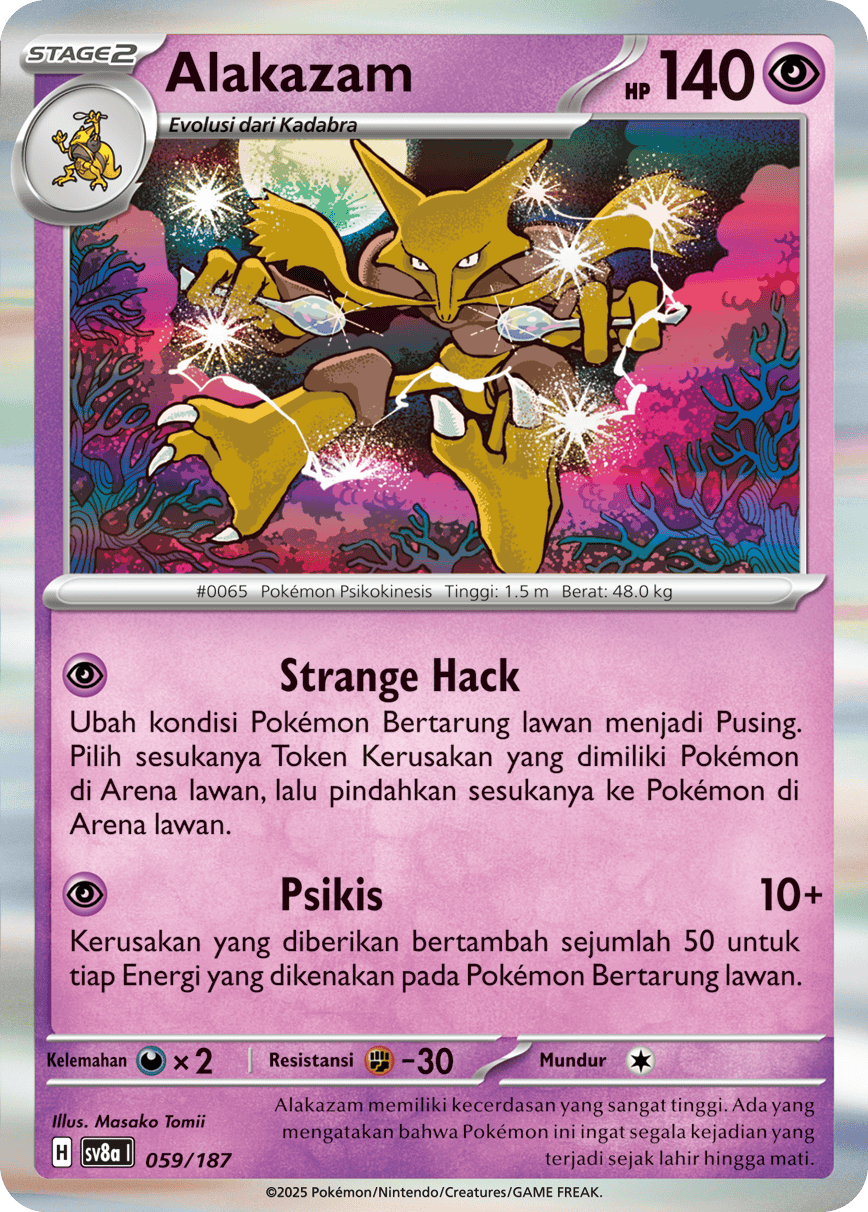 STAGE2
Alakazam
HP 140
Evolusi dari Kadabra
#0065 Pokémon Psikokinesis Tinggi: 1.5 m Berat: 48.0 kg
Strange Hack
Ubah kondisi Pokémon Bertarung lawan menjadi Pusing.
Pilih sesukanya Token Kerusakan yang dimiliki Pokémon
di Arena lawan, lalu pindahkan sesukanya ke Pokémon di
Arena lawan.
Psikis 10+
Kerusakan yang diberikan bertambah sejumlah 50 untuk
tiap Energi yang dikenakan pada Pokémon Bertarung lawan.
Kelemahan ×2 Resistansi -30 Mundur
Illus. Masako Tomii
H sv8a I 059/187
Alakazam memiliki kecerdasan yang sangat tinggi. Ada yang
mengatakan bahwa Pokémon ini ingat segala kejadian yang
terjadi sejak lahir hingga mati.
©2025 Pokémon/Nintendo/Creatures/GAME FREAK.